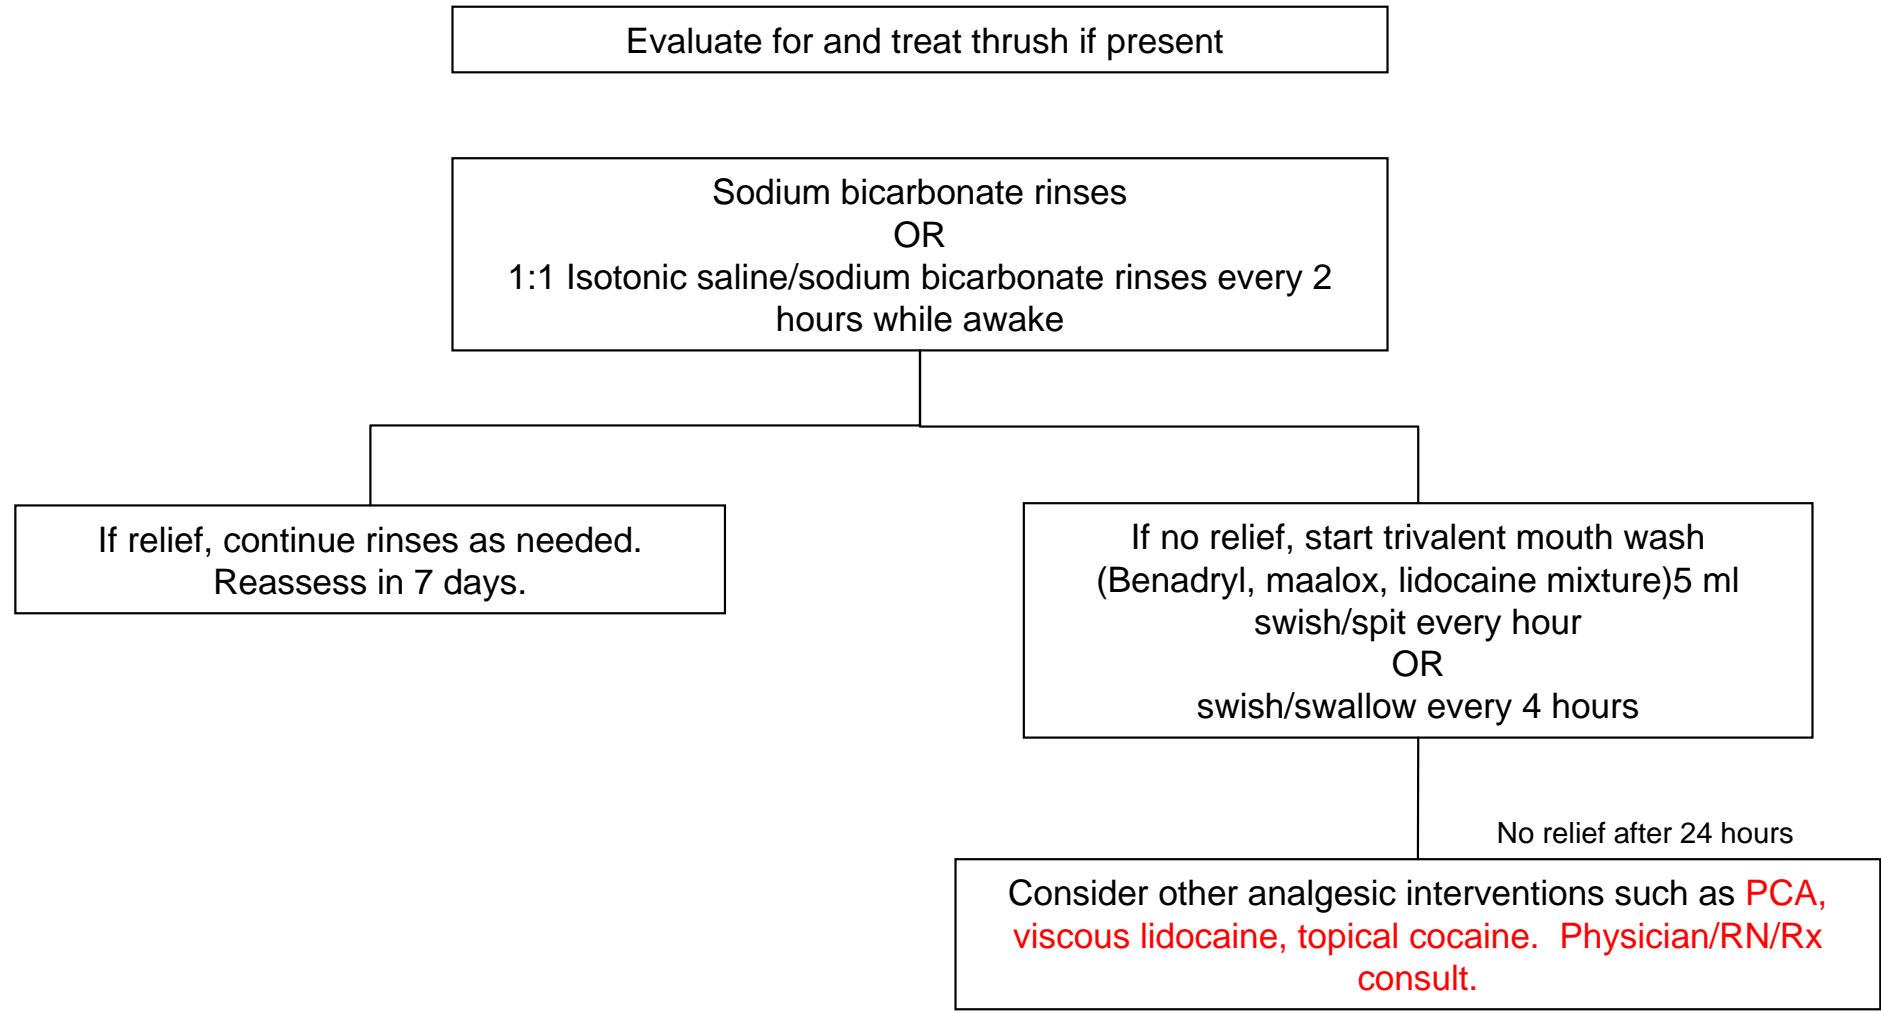 Evaluate for and treat thrush if present
Sodium bicarbonate rinses
OR
1:1 Isotonic saline/sodium bicarbonate rinses every 2
hours while awake
If relief, continue rinses as needed.
Reassess in 7 days.
If no relief, start trivalent mouth wash
(Benadryl, maalox, lidocaine mixture)5 ml
swish/spit every hour
OR
swish/swallow every 4 hours
No relief after 24 hours
Consider other analgesic interventions such as PCA,
viscous lidocaine, topical cocaine.  Physician/RN/Rx
consult.